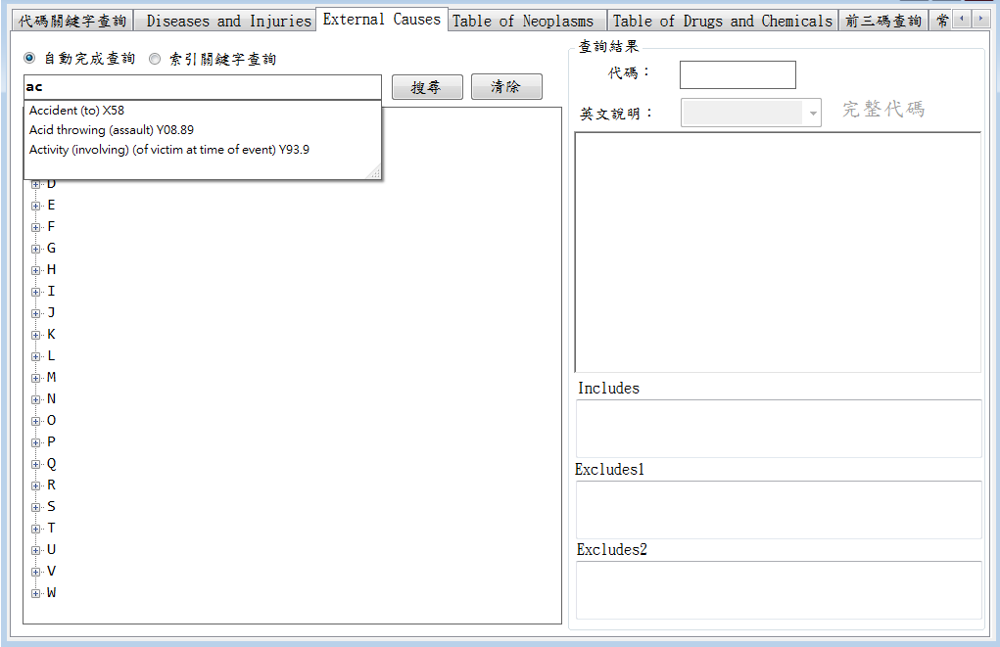 代碼關鍵字查詢 Diseases and Injuries External Causes Table of Neoplasms Table of Drugs and Chemicals 前三碼查詢 常
自動完成查詢 索引關鍵字查詢
ac 搜尋 清除
Accident (to) X58
Acid throwing (assault) Y08.89
Activity (involving) (of victim at time of event) Y93.9
D
E
F
G
H
I
J
K
L
M
N
O
P
Q
R
S
T
U
V
W
查詢結果
代碼：
英文說明： 完整代碼
Includes
Excludes1
Excludes2